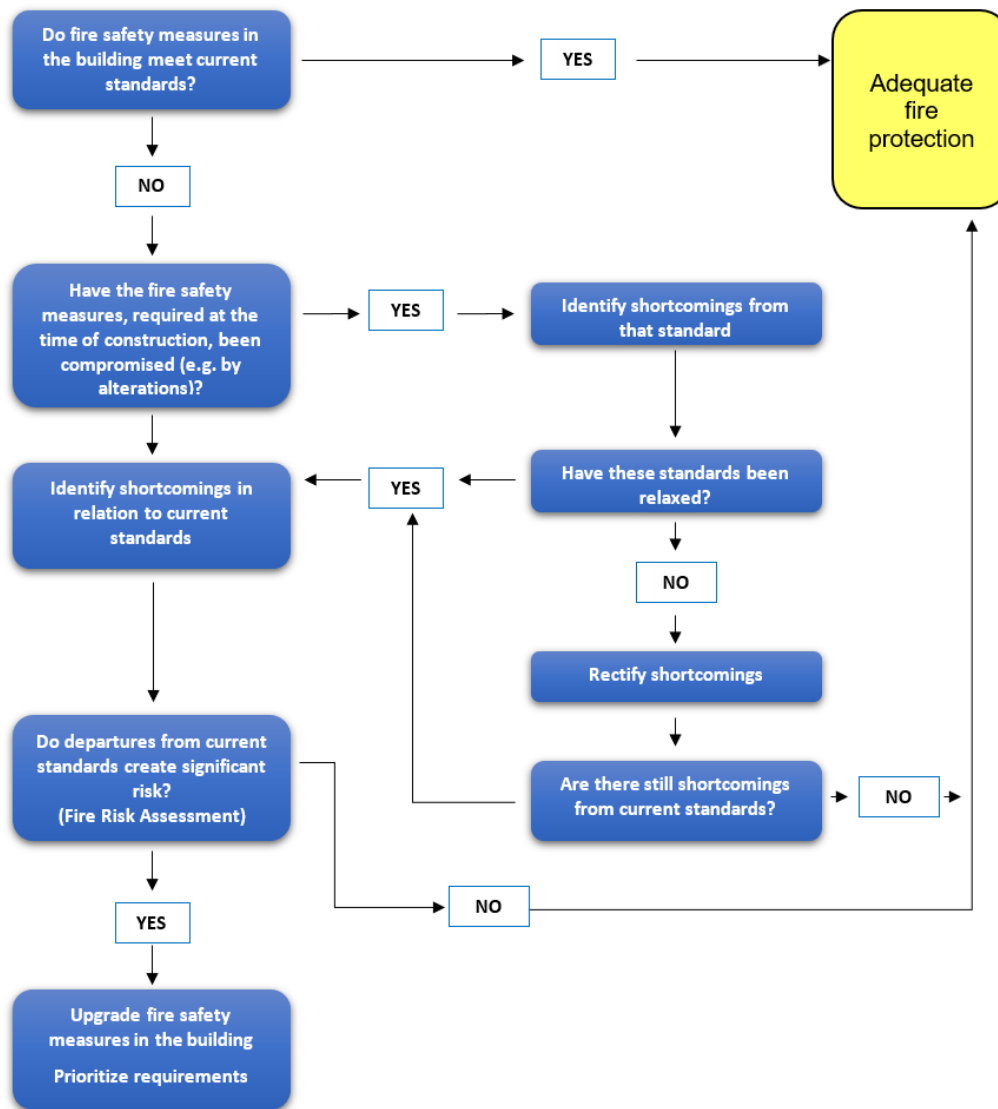 Do fire safety measures in
the building meet current
standards?
YES
Adequate
fire
protection
NO
Have the fire safety
measures, required at the
time of construction, been
compromised (e.g. by
alterations)?
YES
Identify shortcomings from
that standard
Identify shortcomings in
relation to current
standards
YES
Have these standards been
relaxed?
NO
Rectify shortcomings
Do departures from current
standards create significant
risk?
(Fire Risk Assessment)
Are there still shortcomings
from current standards?
NO
NO
YES
Upgrade fire safety
measures in the building
Prioritize requirements